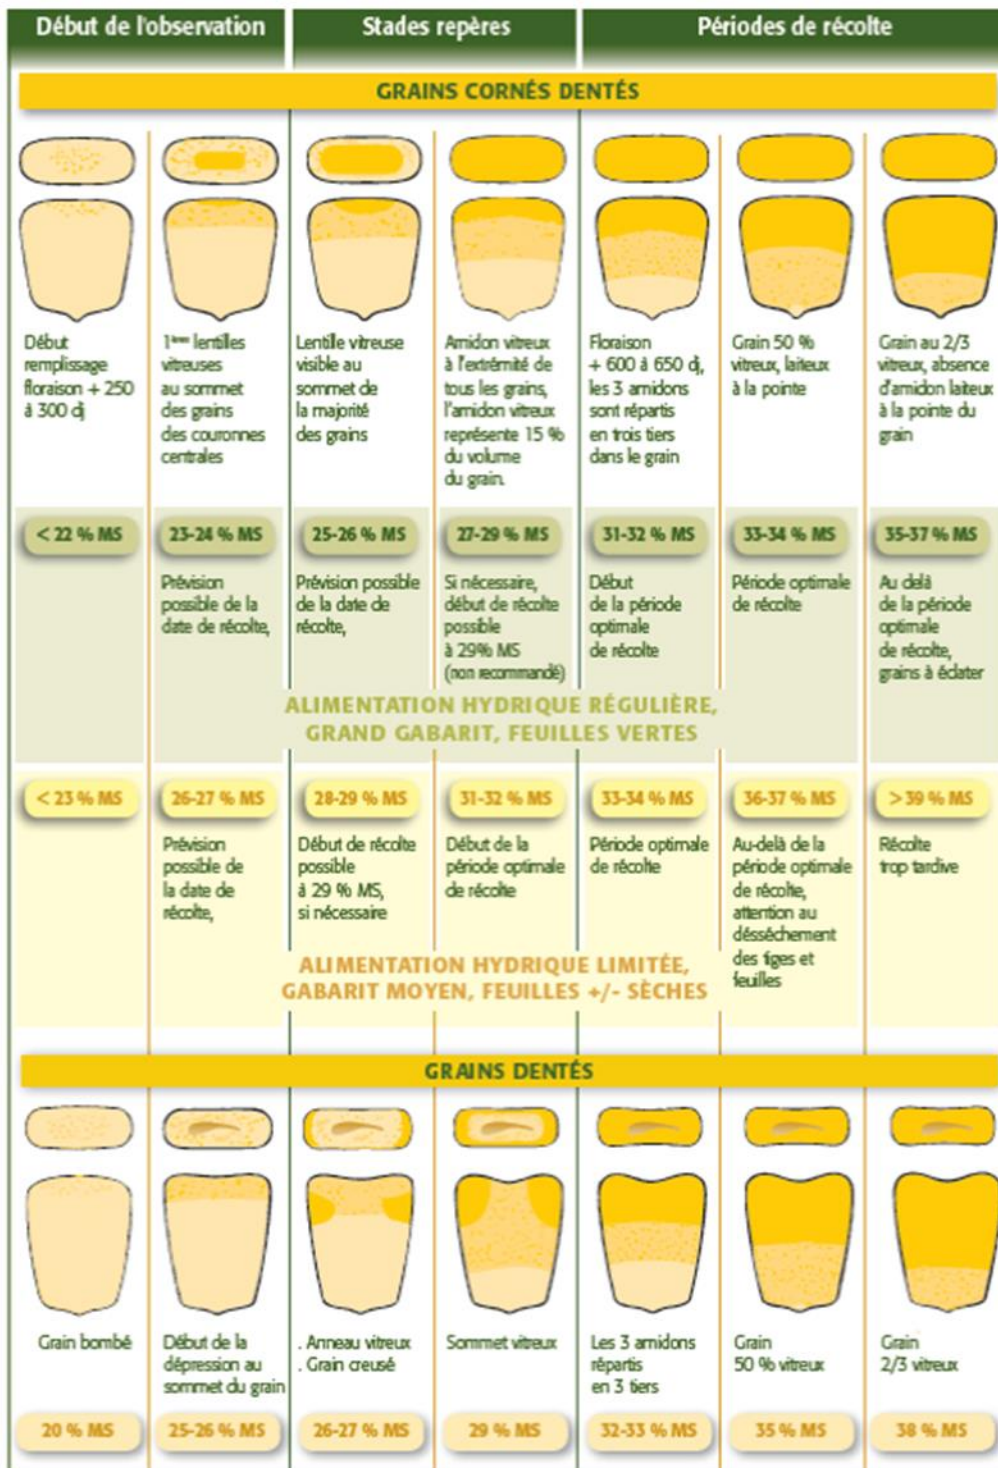 Début de l'observation
Stades repères
Périodes de récolte
GRAINS CORNÉS DENTÉS
Début
remplissage
floraison + 250
à 300 dj
1ères lentilles
vitreuses
au sommet
des grains
des couronnes
centrales
Lentille vitreuse
visible au
sommet de
la majorité
des grains
Amidon vitreux
à l'extrémité de
tous les grains,
l'amidon vitreux
représente 15 %
du volume
du grain.
Floraison
+ 600 à 650 dj,
les 3 amidons
sont répartis
en trois tiers
dans le grain
Grain 50 %
vitreux, laiteux
à la pointe
Grain au 2/3
vitreux, absence
d'amidon laiteux
à la pointe du
grain
< 22 % MS
23-24 % MS
25-26 % MS
27-29 % MS
31-32 % MS
33-34 % MS
35-37 % MS
Prévision
possible de la
date de récolte,
Prévision possible
de la date de
récolte,
Si nécessaire,
début de récolte
possible
à 29% MS
(non recommandé)
Début
de la période
optimale
de récolte
Période optimale
de récolte
Au delà
de la période
optimale
de récolte,
grains à éclater
ALIMENTATION HYDRIQUE RÉGULIÈRE,
GRAND GABARIT, FEUILLES VERTES
< 23 % MS
26-27 % MS
28-29 % MS
31-32 % MS
33-34 % MS
36-37 % MS
> 39 % MS
Prévision
possible de
la date de
récolte,
Début de récolte
possible
à 29 % MS,
si nécessaire
Début de la
période optimale
de récolte
Période optimale
de récolte
Au-delà de la
période optimale
de récolte,
attention au
déssèchement
des tiges et
feuilles
Récolte
trop tardive
ALIMENTATION HYDRIQUE LIMITÉE,
GABARIT MOYEN, FEUILLES +/- SÈCHES
GRAINS DENTÉS
Grain bombé
Début de la
dépression au
sommet du grain
. Anneau vitreux
. Grain creusé
Sommet vitreux
Les 3 amidons
répartis
en 3 tiers
Grain
50 % vitreux
Grain
2/3 vitreux
20 % MS
25-26 % MS
26-27 % MS
29 % MS
32-33 % MS
35 % MS
38 % MS